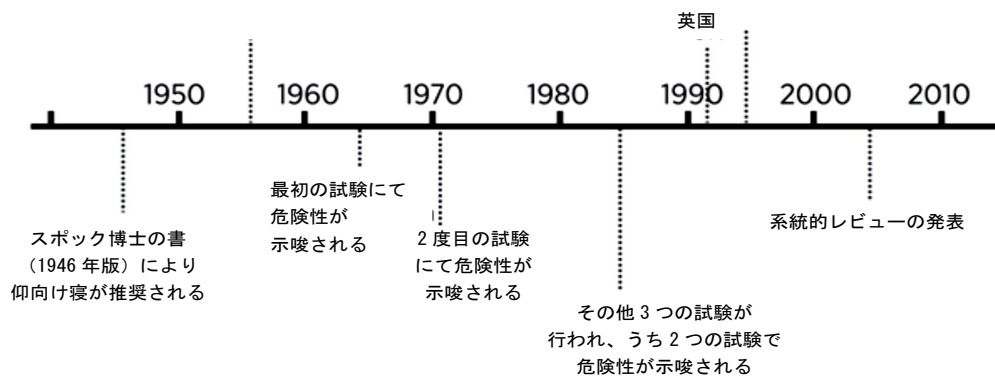 英国
1950
1960
1970
1980
1990
2000
2010
最初の試験にて
危険性が
示唆される
スポック博士の書
（1946 年版）により
仰向け寝が推奨される
2 度目の試験
にて危険性が
示唆される
系統的レビューの発表
その他 3 つの試験が
行われ、うち 2 つの試験で
危険性が示唆される